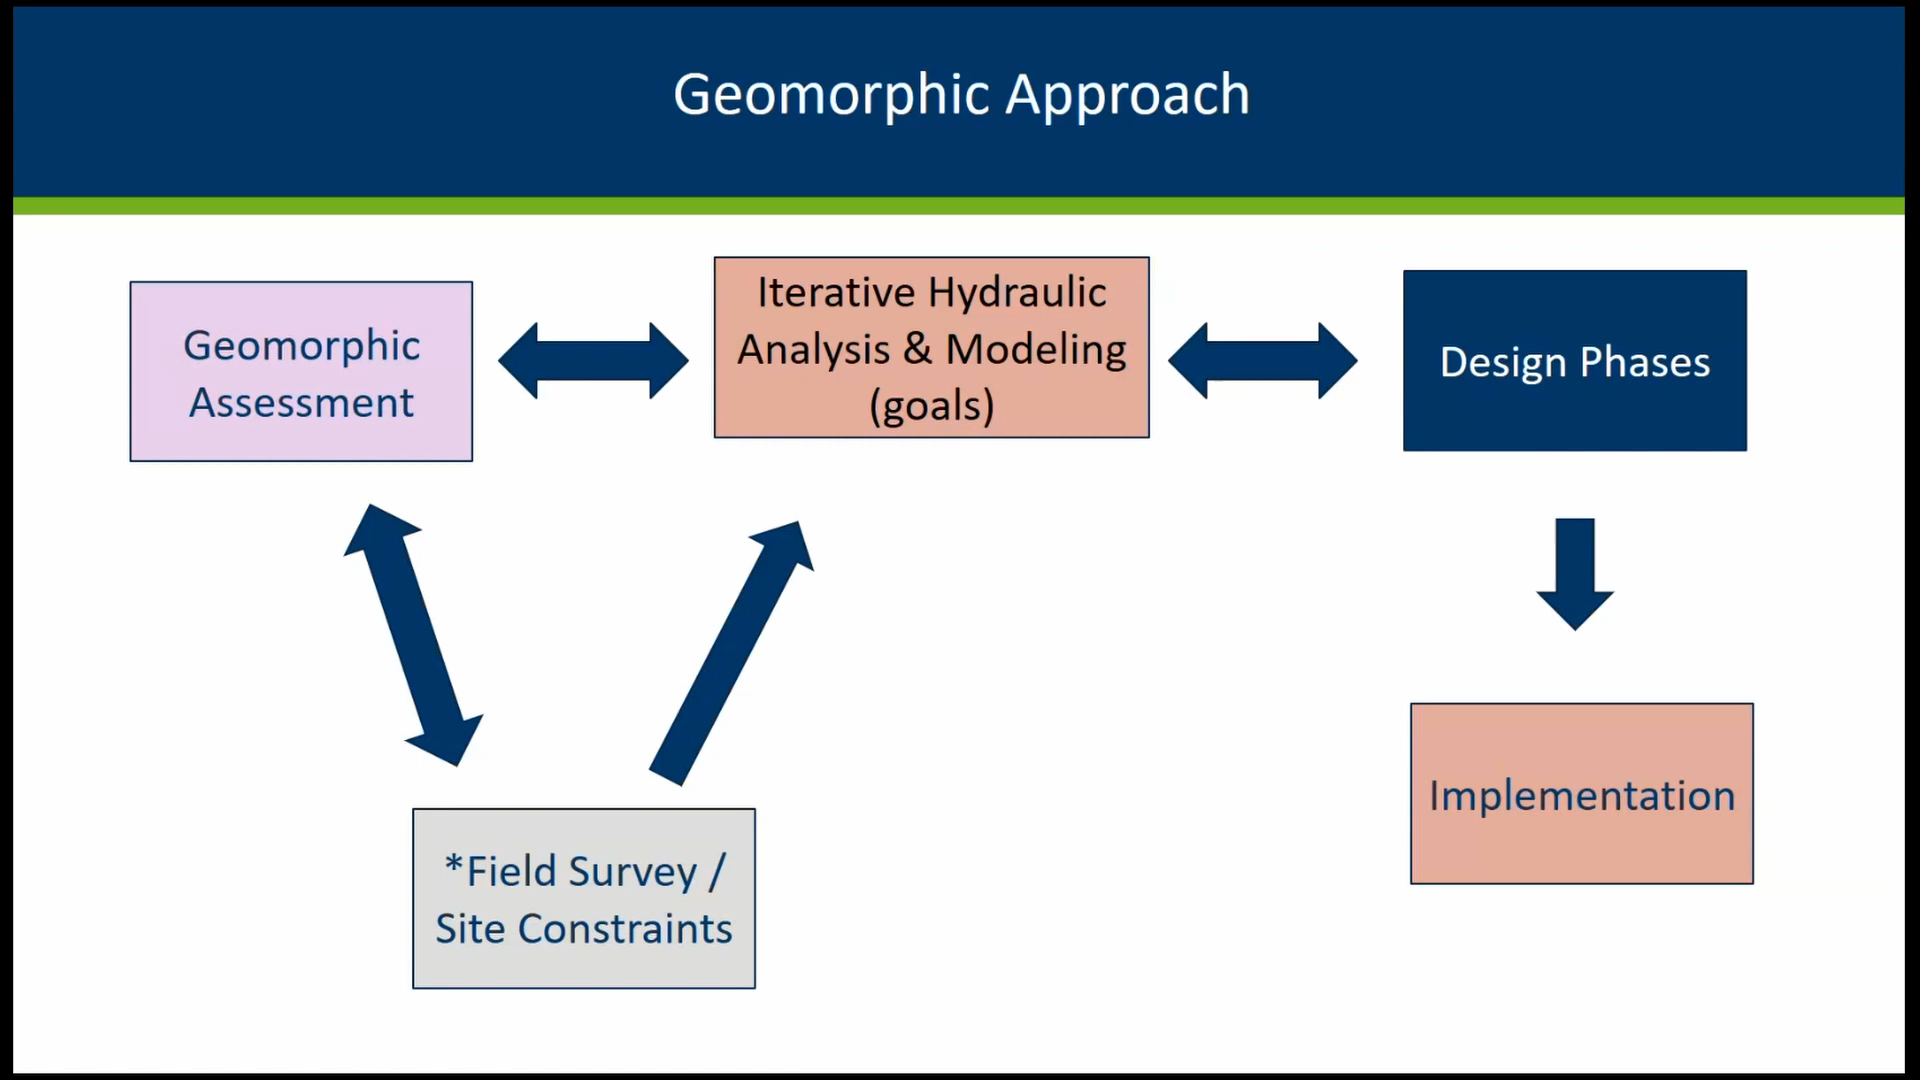 Geomorphic Approach
Geomorphic
Assessment
Iterative Hydraulic
Analysis & Modeling
(goals)
Design Phases
*Field Survey /
Site Constraints
Implementation